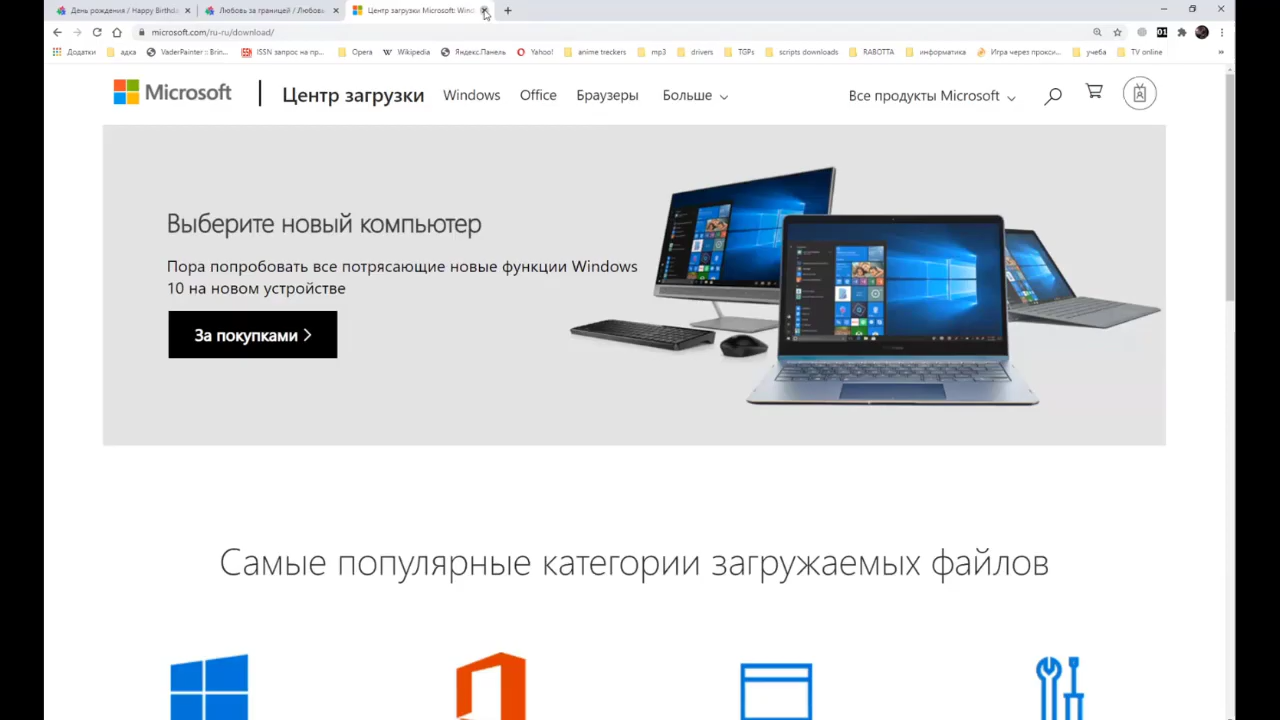 День рождения / Happy Birthd
Любовь за границей / Любовь
Центр загрузки Microsoft: Wind
microsoft.com/ru-ru/download/
Додатки
адка
VaderPainter :: Brin...
ISSN запрос на пр...
Opera
Wikipedia
Яндекс.Панель
Yahoo!
anime treckers
mp3
drivers
TGPs
scripts downloads
RABOTTA
информатика
Игра через прокси...
учеба
TV online
Microsoft
Центр загрузки
Windows
Office
Браузеры
Больше
Все продукты Microsoft
Выберите новый компьютер
Пора попробовать все потрясающие новые функции Windows
10 на новом устройстве
За покупками
Самые популярные категории загружаемых файлов